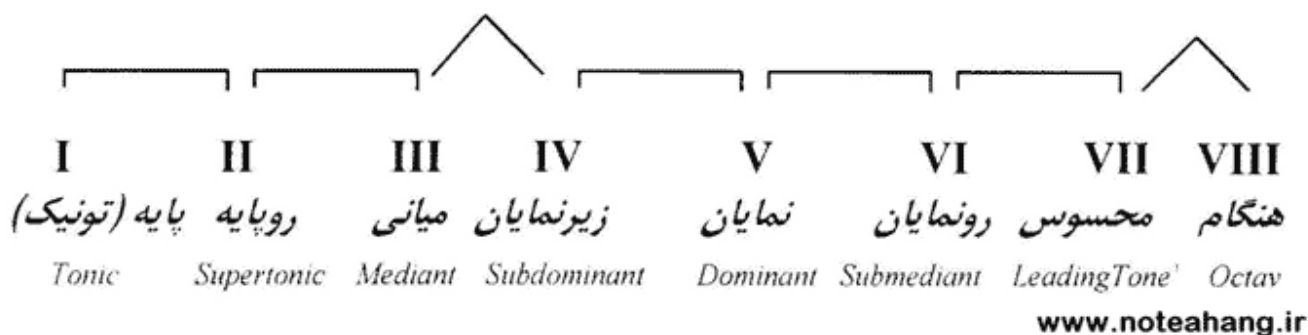 I II III IV V VI VII VIII
پایه (تونیک) روپایه میانی زیرنمایان نمایان رونمایان محسوس هنگام
Tonic Supertonic Mediant Subdominant Dominant Submediant LeadingTone' Octav
www.noteahang.ir